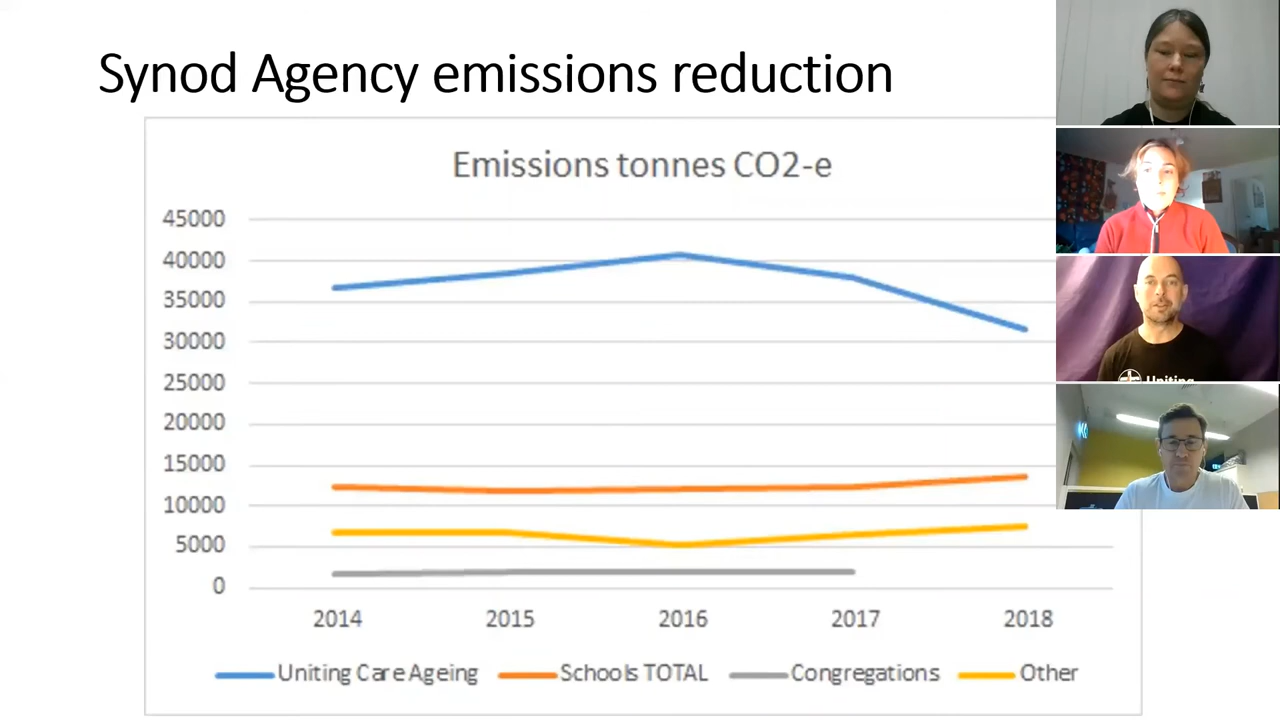 Synod Agency emissions reduction
Emissions tonnes CO2-e
45000
40000
35000
30000
25000
20000
15000
10000
5000
0
2014 2015 2016 2017 2018
Uniting Care Ageing Schools TOTAL Congregations Other
Uniting